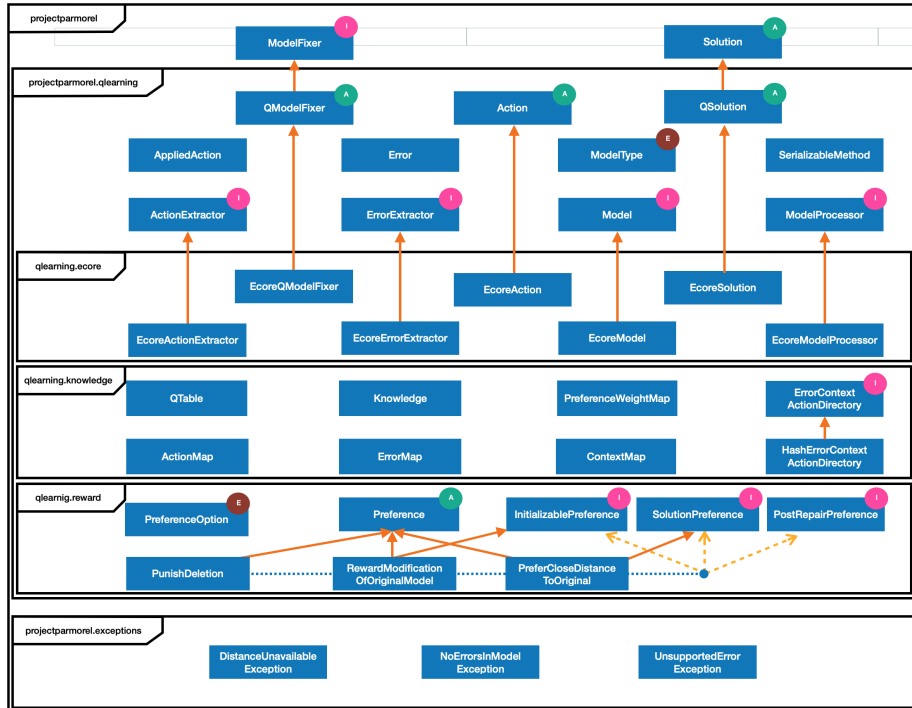 projectparmorel
I
ModelFixer
A
Solution
projectparmorel.qlearning
A
QModelFixer
A
Action
A
QSolution
AppliedAction
Error
E
ModelType
SerializableMethod
I
ActionExtractor
I
ErrorExtractor
I
Model
I
ModelProcessor
qlearning.ecore
EcoreQModelFixer
EcoreAction
EcoreSolution
EcoreActionExtractor
EcoreErrorExtractor
EcoreModel
EcoreModelProcessor
qlearning.knowledge
QTable
Knowledge
PreferenceWeightMap
I
ErrorContext
ActionDirectory
ActionMap
ErrorMap
ContextMap
HashErrorContext
ActionDirectory
qlearnig.reward
E
PreferenceOption
A
Preference
I
InitializablePreference
I
SolutionPreference
I
PostRepairPreference
PunishDeletion
RewardModification
OfOriginalModel
PreferCloseDistance
ToOriginal
projectparmorel.exceptions
DistanceUnavailable
Exception
NoErrorsInModel
Exception
UnsupportedError
Exception